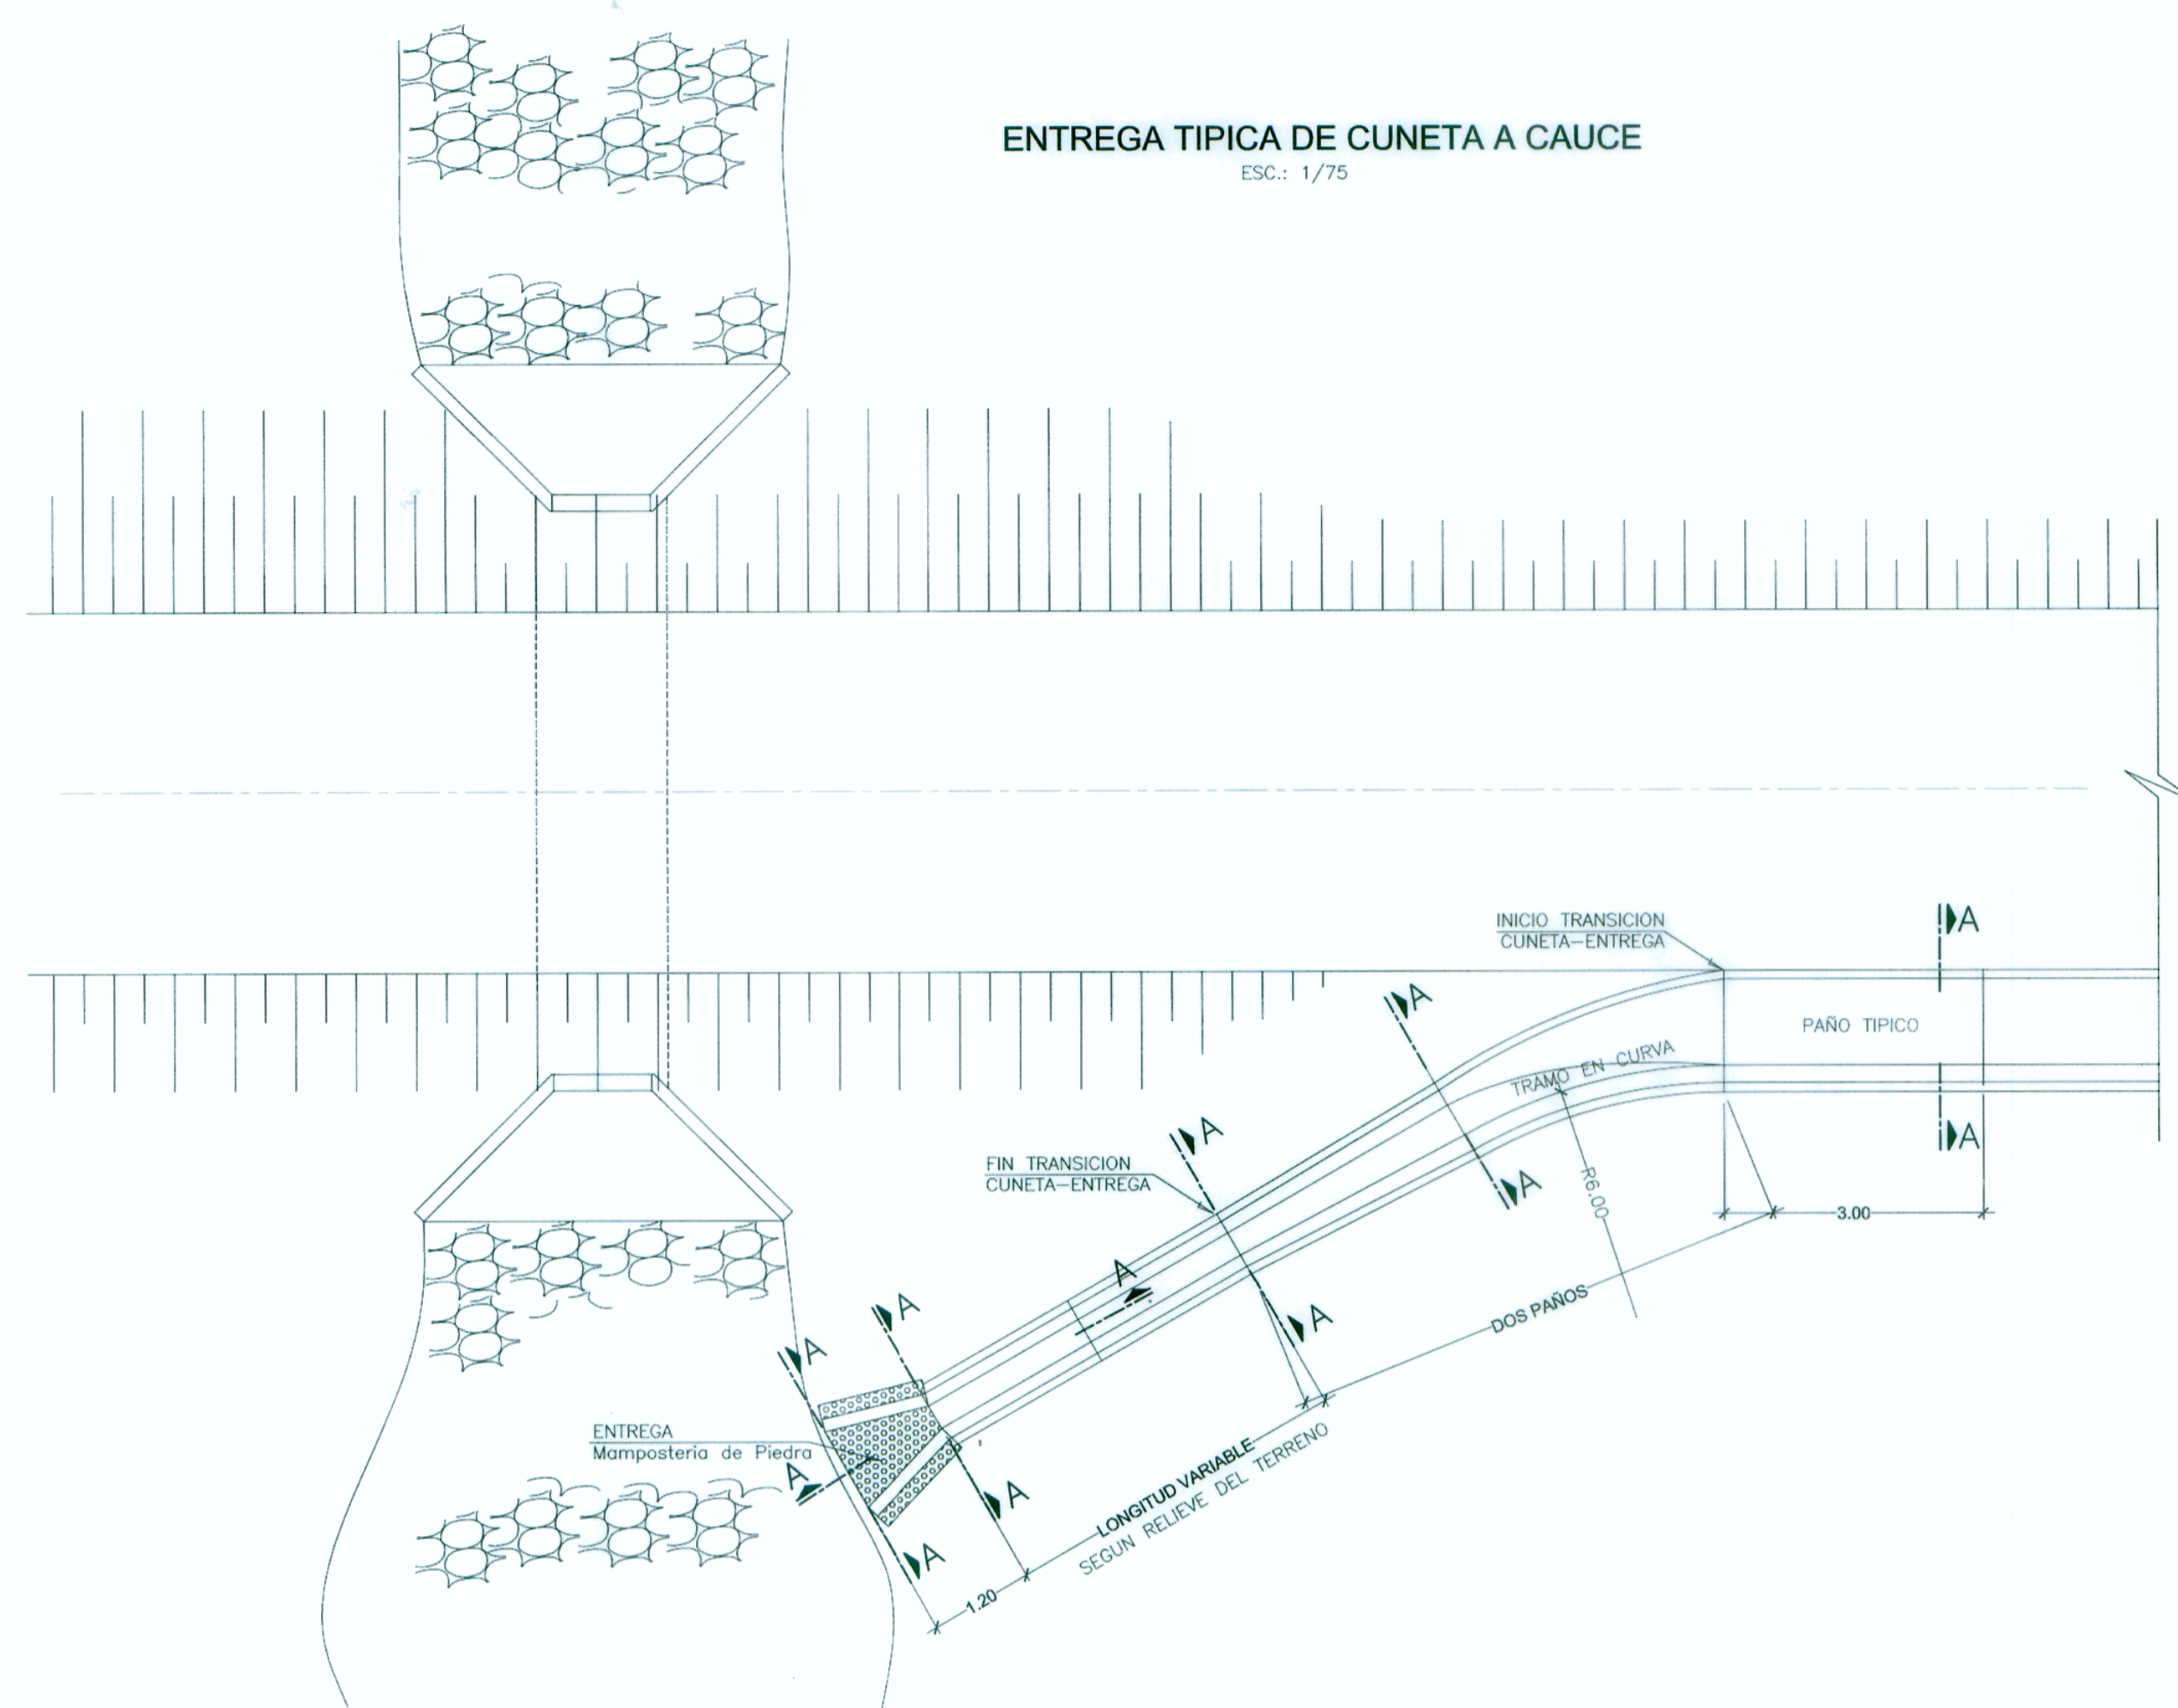 ENTREGA TIPICA DE CUNETA A CAUCE
ESC.: 1/75
INICIO TRANSICION
CUNETA-ENTREGA
A
A
PAÑO TIPICO
TRAMO EN CURVA
A
A
FIN TRANSICION
CUNETA-ENTREGA
A
A
R6.00
3.00
A
DOS PAÑOS
A
A
ENTREGA
Mamposteria de Piedra
A
A
A
LONGITUD VARIABLE
SEGUN RELIEVE DEL TERRENO
A
1.20